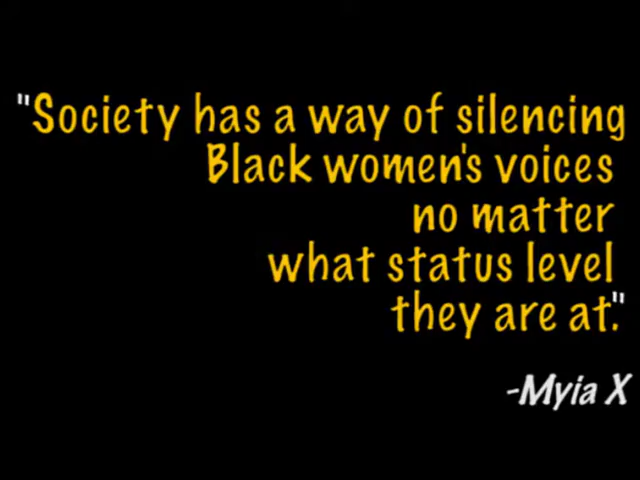 "Society has a way of silencing
Black women's voices
no matter
what status level
they are at."
-Myia X